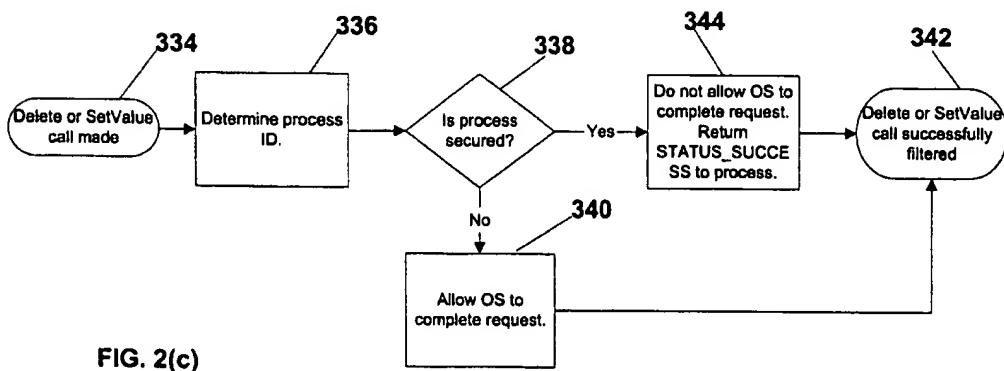 334
336
338
344
342
Delete or SetValue
call made
Determine process
ID.
Is process
secured?
Yes
Do not allow OS to
complete request.
Return
STATUS_SUCCE
SS to process.
Delete or SetValue
call successfully
filtered
No
340
Allow OS to
complete request.
FIG. 2(c)